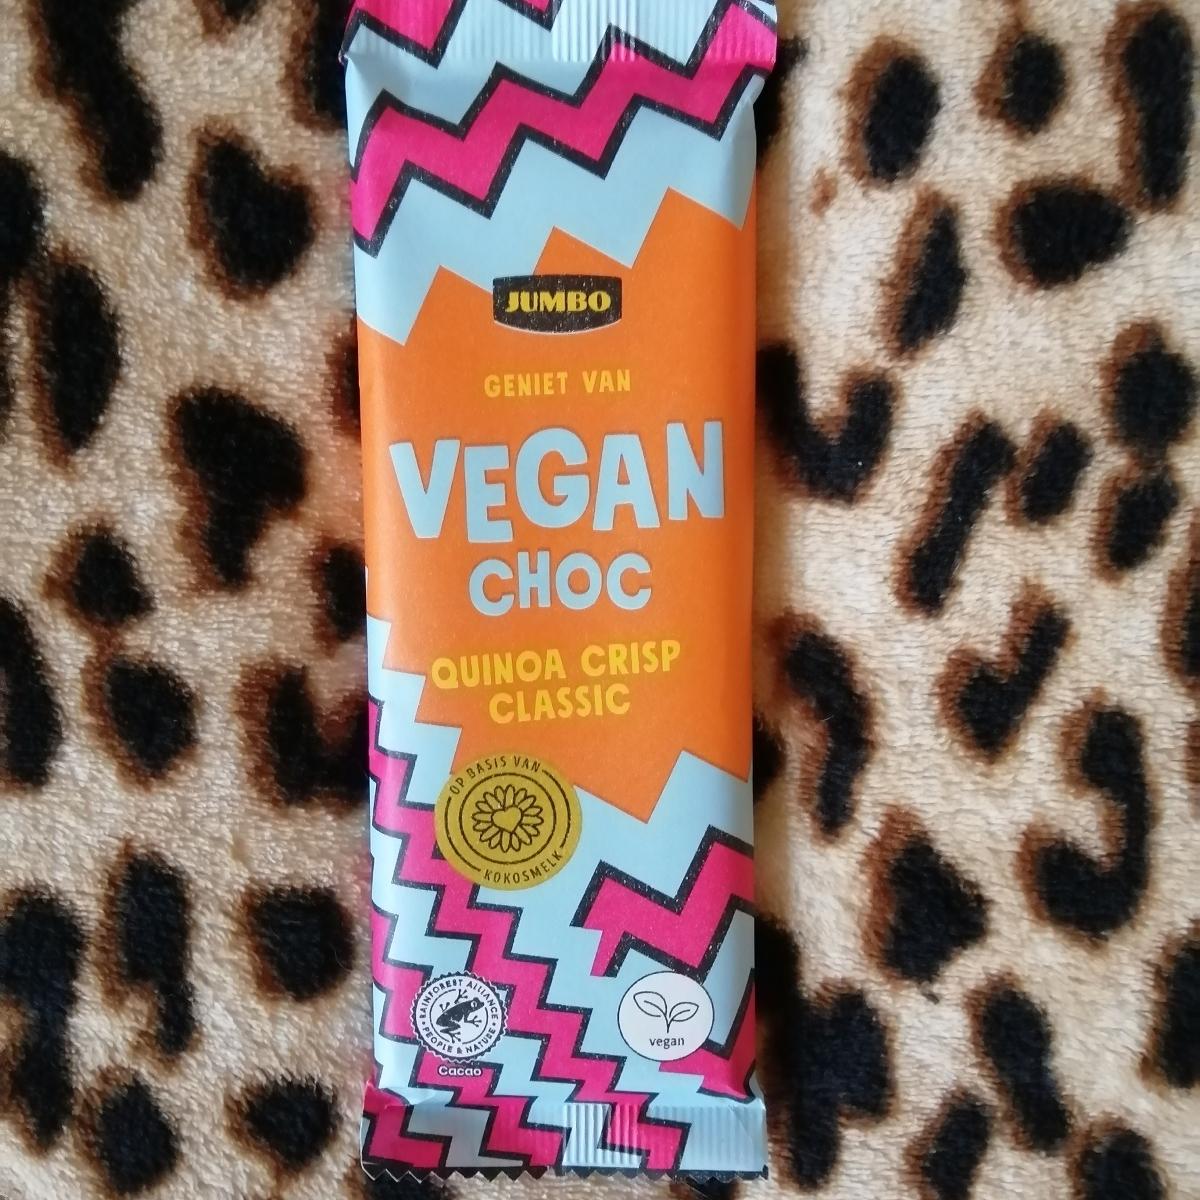 JUMBO
GENIET VAN
VEGAN
CHOC
QUINOA CRISP
CLASSIC
OP BASIS VAN
KOKOSMELK
RAINFOREST ALLIANCE
PEOPLE & NATURE
Cacao
vegan